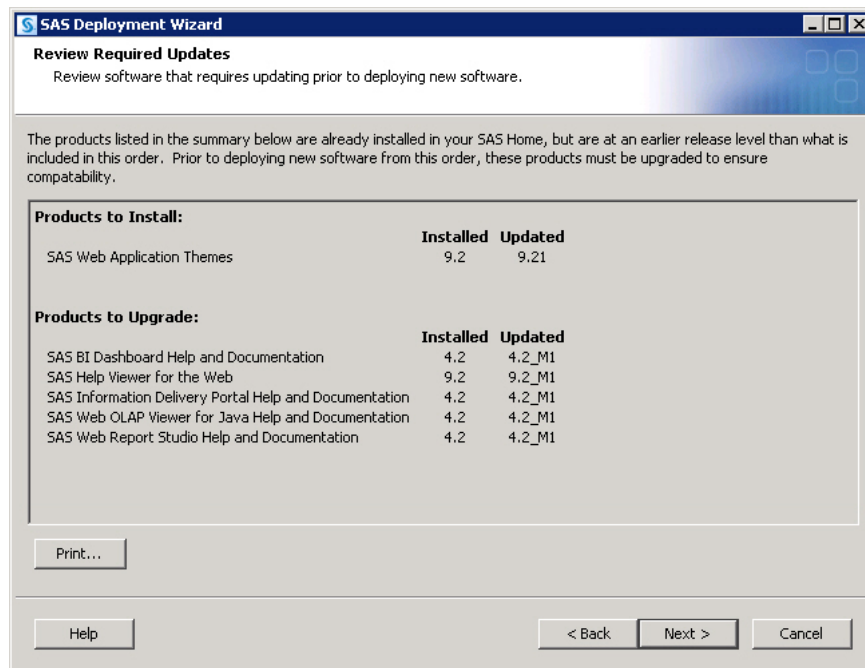 SAS Deployment Wizard
Review Required Updates
Review software that requires updating prior to deploying new software.
The products listed in the summary below are already installed in your SAS Home, but are at an earlier release level than what is
included in this order. Prior to deploying new software from this order, these products must be upgraded to ensure
compatability.
Products to Install:
Installed Updated
SAS Web Application Themes 9.2 9.21
Products to Upgrade:
Installed Updated
SAS BI Dashboard Help and Documentation 4.2 4.2_M1
SAS Help Viewer for the Web 9.2 9.2_M1
SAS Information Delivery Portal Help and Documentation 4.2 4.2_M1
SAS Web OLAP Viewer for Java Help and Documentation 4.2 4.2_M1
SAS Web Report Studio Help and Documentation 4.2 4.2_M1
Print...
Help < Back Next > Cancel